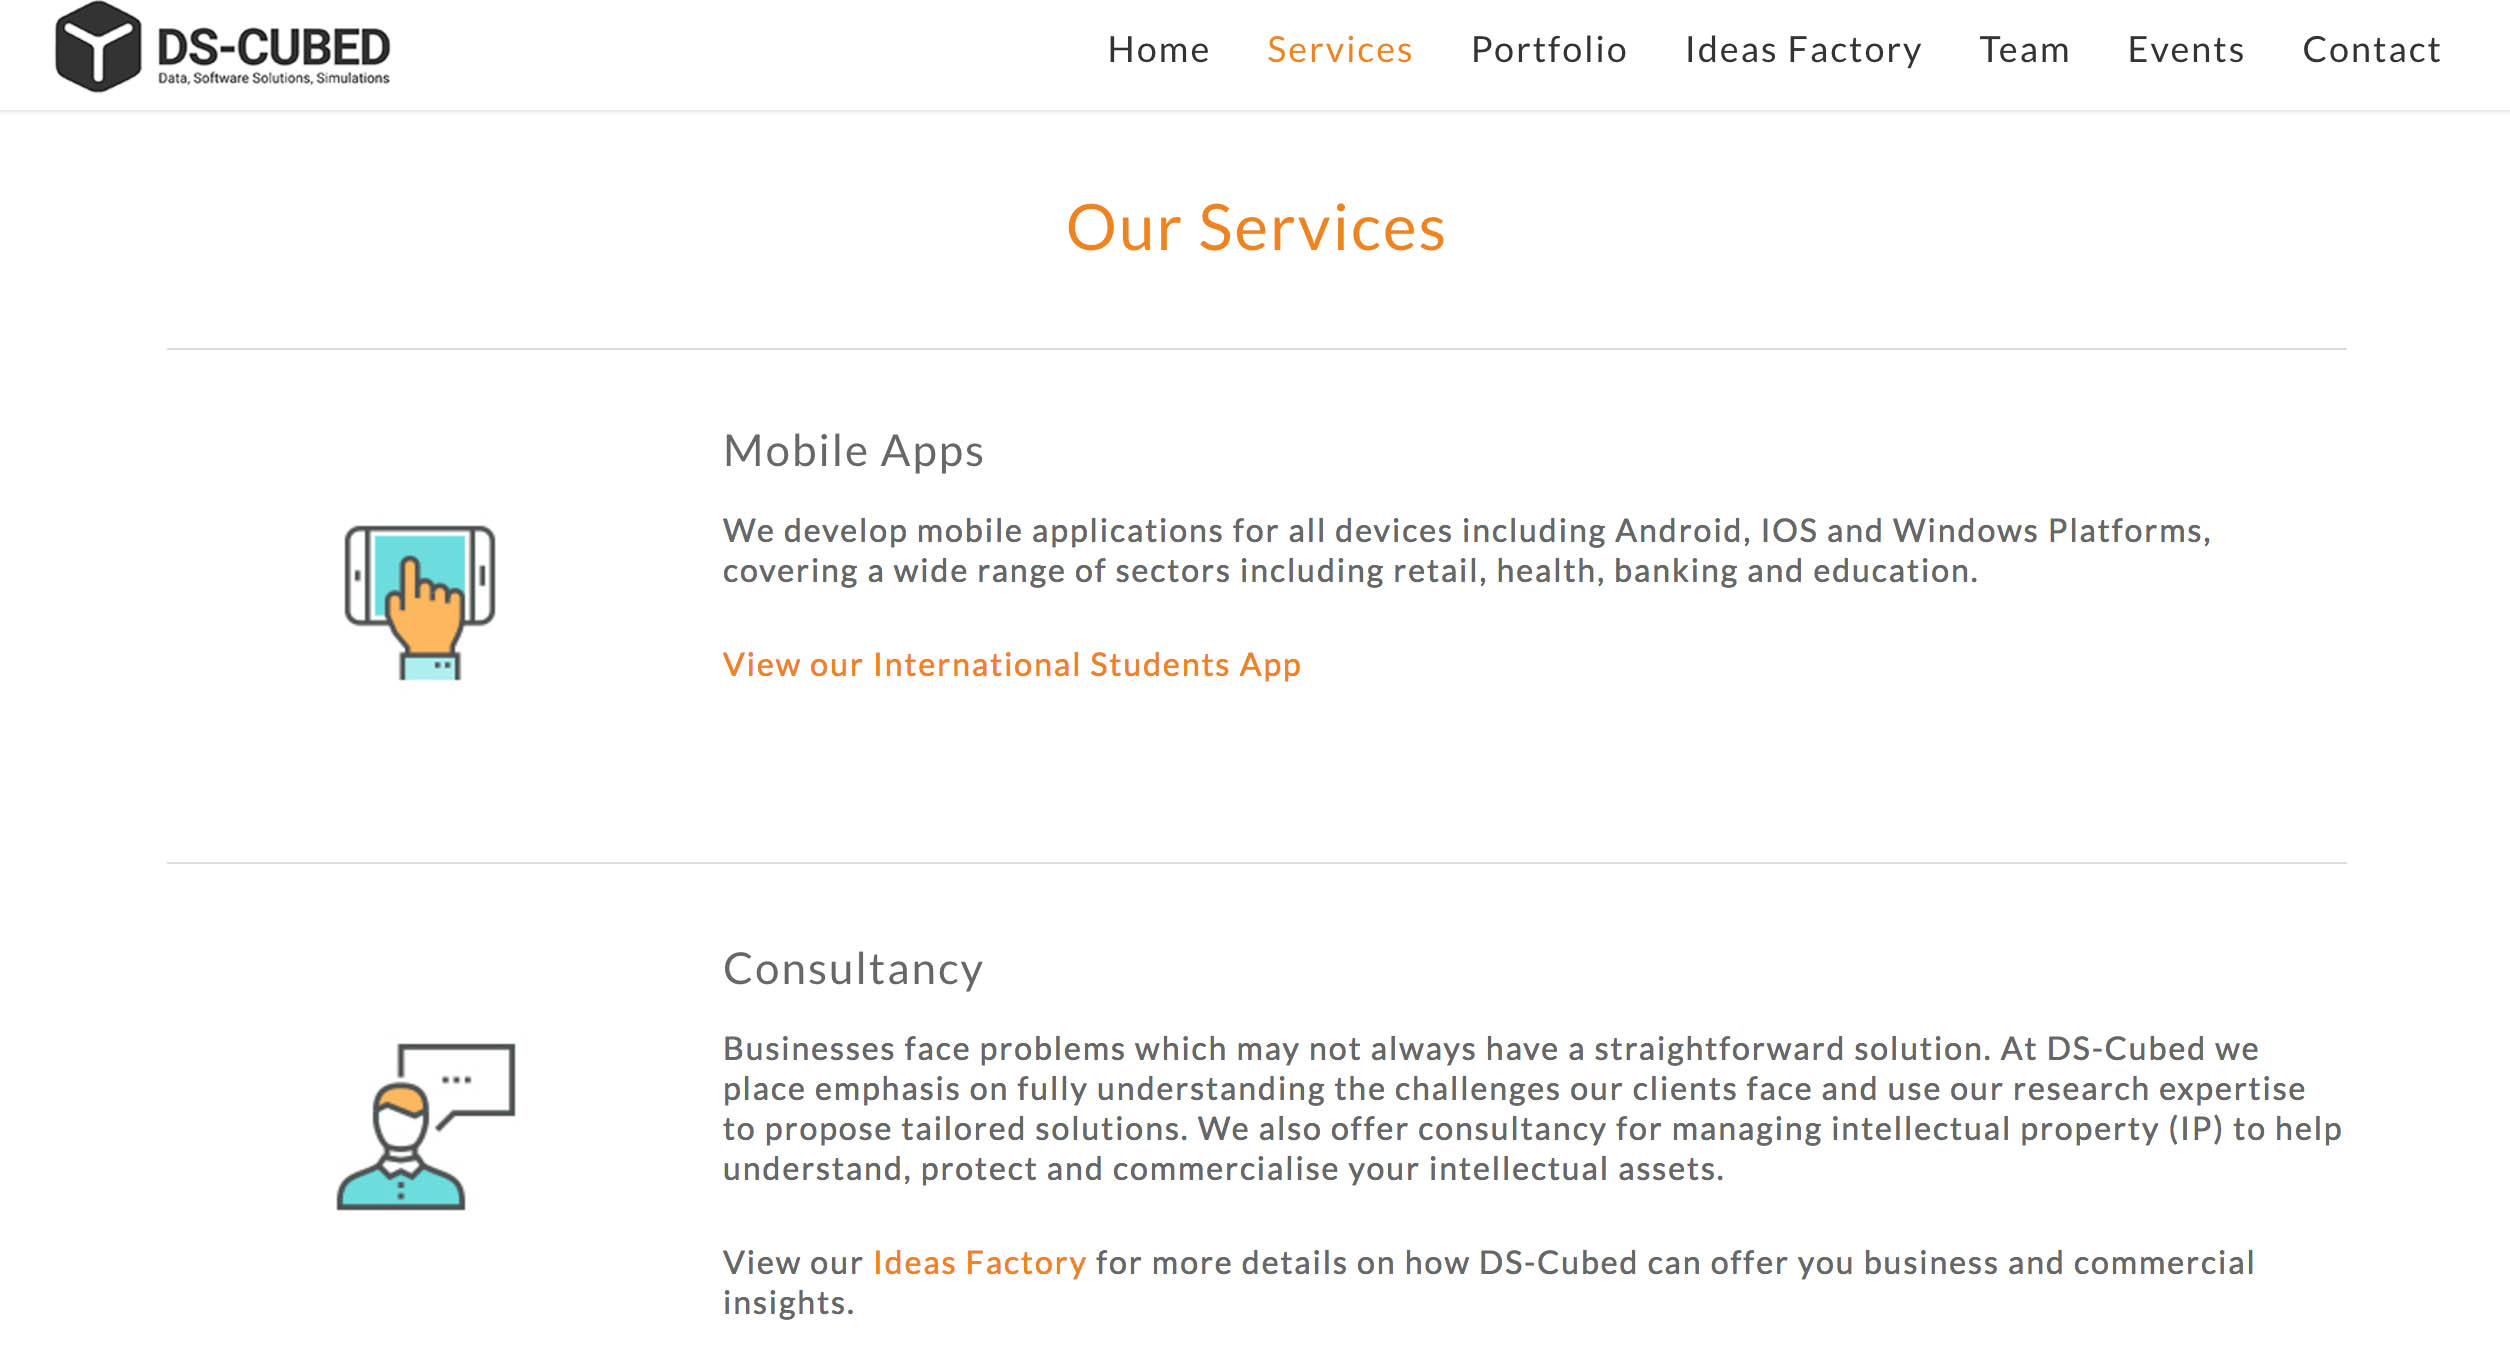 DS-CUBED
Data, Software Solutions, Simulations
Home Services Portfolio Ideas Factory Team Events Contact
Our Services
Mobile Apps
We develop mobile applications for all devices including Android, IOS and Windows Platforms,
covering a wide range of sectors including retail, health, banking and education.
View our International Students App
Consultancy
Businesses face problems which may not always have a straightforward solution. At DS-Cubed we
place emphasis on fully understanding the challenges our clients face and use our research expertise
to propose tailored solutions. We also offer consultancy for managing intellectual property (IP) to help
understand, protect and commercialise your intellectual assets.
View our Ideas Factory for more details on how DS-Cubed can offer you business and commercial
insights.